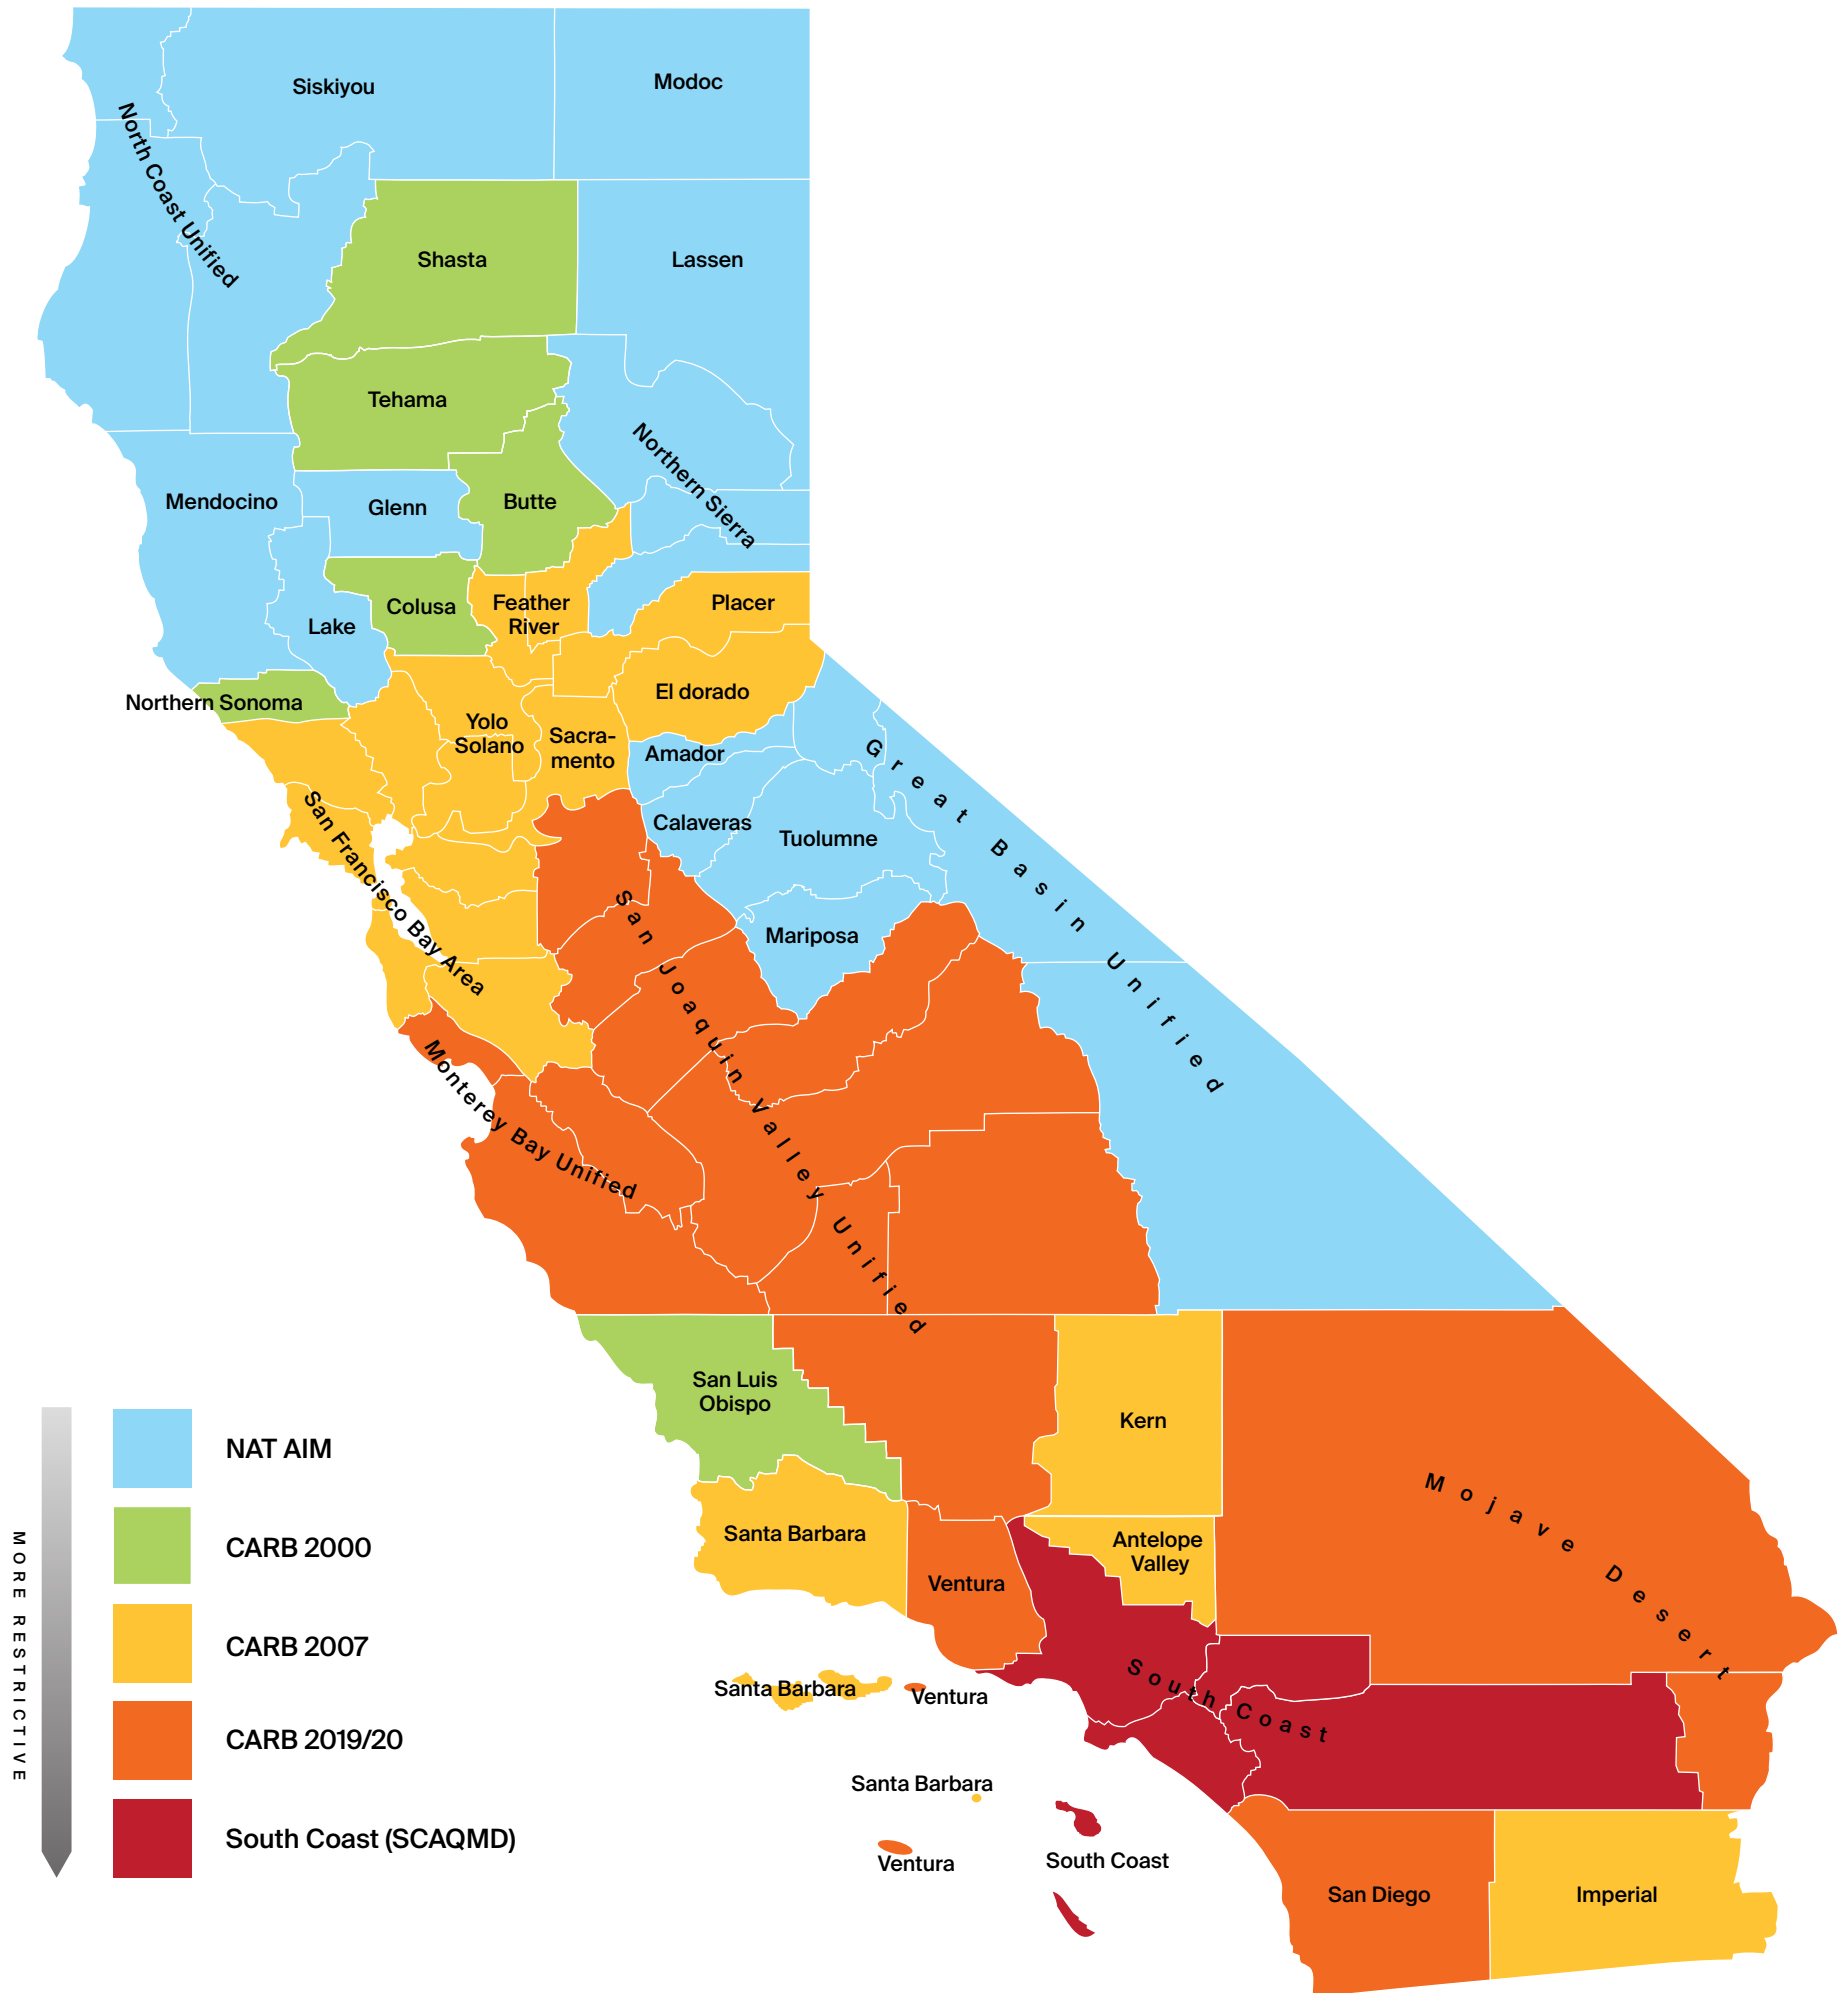 Siskiyou
Modoc
North Coast Unified
Shasta
Lassen
Tehama
Northern Sierra
Mendocino
Glenn
Butte
Colusa
Feather
River
Placer
Lake
Northern Sonoma
El dorado
Yolo
Solano
Sacra-
mento
Amador
Great Basin Unified
Calaveras
Tuolumne
San Francisco Bay Area
San Joaquin Valley Unified
Mariposa
Monterey Bay Unified
San Luis
Obispo
Kern
Mojave Desert
Santa Barbara
Antelope
Valley
Ventura
South Coast
Santa Barbara
Ventura
Santa Barbara
Ventura
South Coast
San Diego
Imperial
MORE RESTRICTIVE
NAT AIM
CARB 2000
CARB 2007
CARB 2019/20
South Coast (SCAQMD)